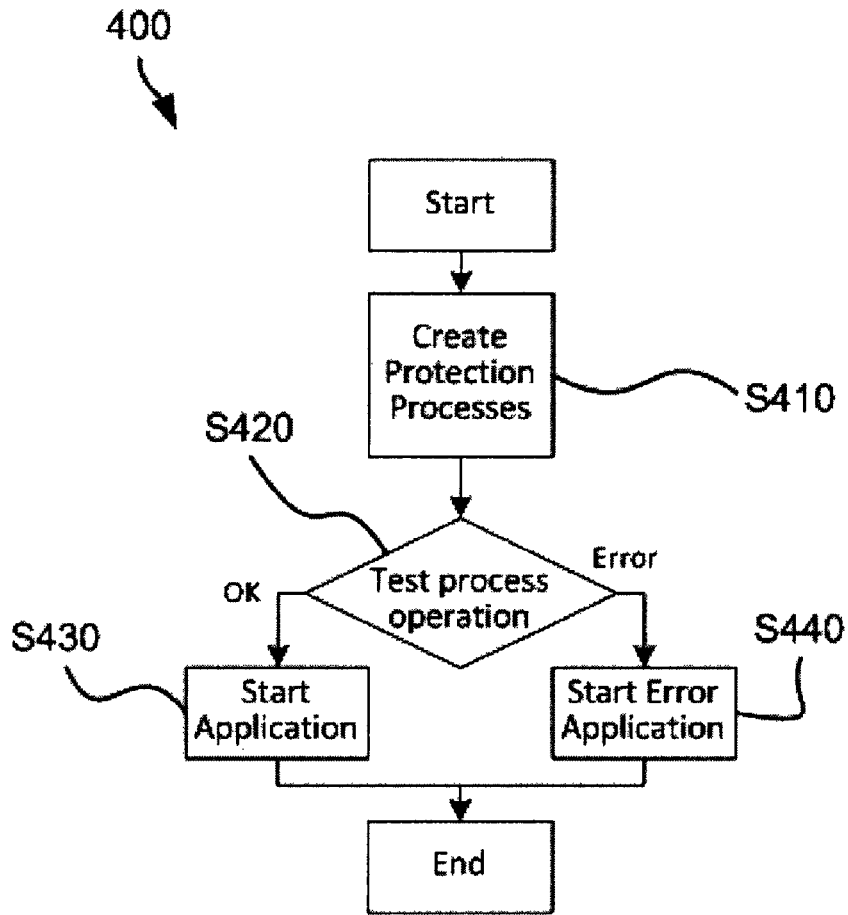 400
Start
Create
Protection
Processes
S410
S420
Test process
operation
OK
Error
S430
Start
Application
S440
Start Error
Application
End